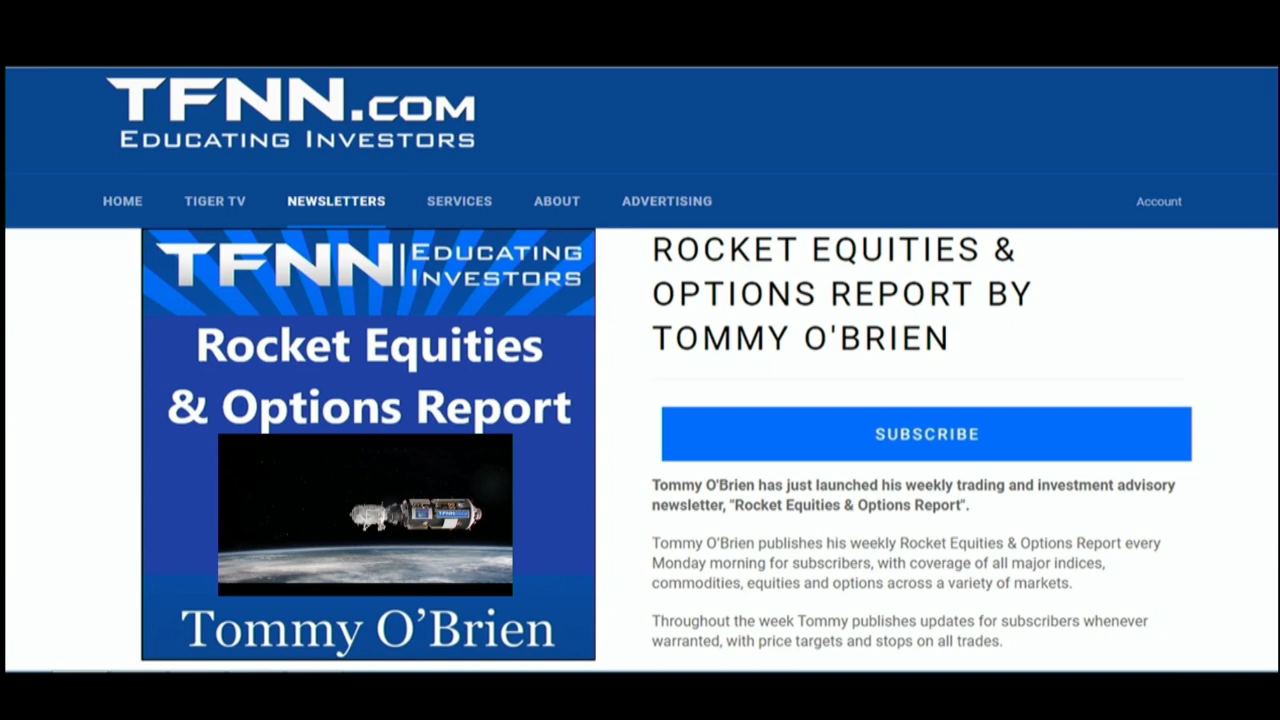 TFNN.COM
EDUCATING INVESTORS
HOME TIGER TV NEWSLETTERS SERVICES ABOUT ADVERTISING Account
TFNN EDUCATING
INVESTORS
Rocket Equities
& Options Report
TFNN
Tommy O’Brien
ROCKET EQUITIES &
OPTIONS REPORT BY
TOMMY O'BRIEN
SUBSCRIBE
Tommy O'Brien has just launched his weekly trading and investment advisory
newsletter, "Rocket Equities & Options Report".
Tommy O’Brien publishes his weekly Rocket Equities & Options Report every
Monday morning for subscribers, with coverage of all major indices,
commodities, equities and options across a variety of markets.
Throughout the week Tommy publishes updates for subscribers whenever
warranted, with price targets and stops on all trades.